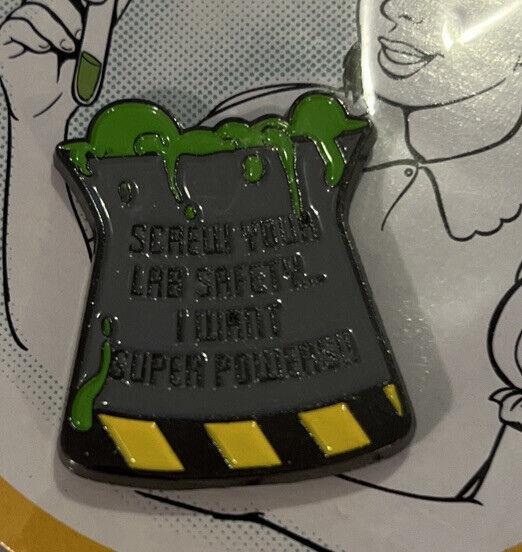 SCREW YOUR
LAB SAFETY...
I WANT
SUPER POWERS!!